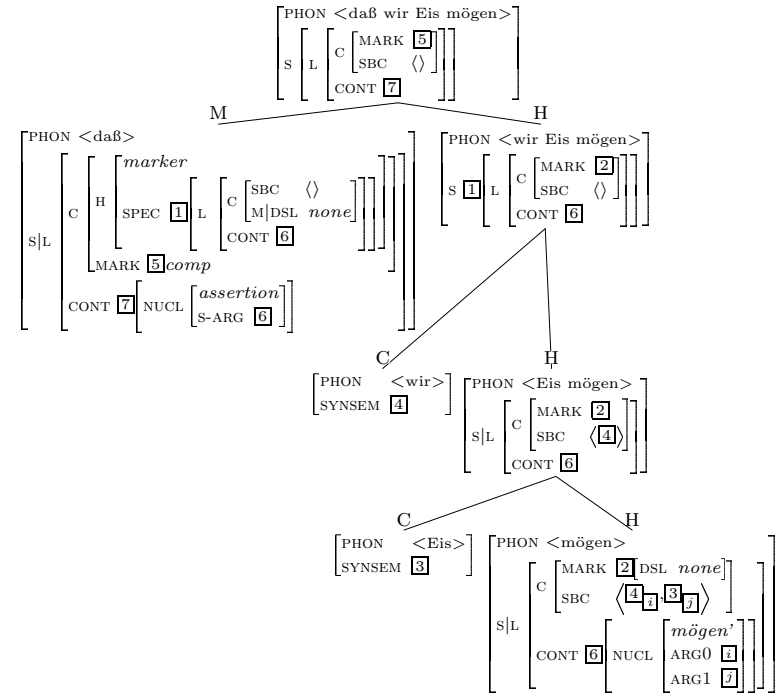 PHON <daß wir Eis mögen>
S L C MARK 5
SBC ⟨⟩
CONT 7
M H
PHON <daß>
S|L C H marker
SPEC 1 L C SBC ⟨⟩
M|DSL none
CONT 6
MARK 5 comp
CONT 7 NUCL assertion
S-ARG 6
PHON <wir Eis mögen>
S 1 L C MARK 2
SBC ⟨⟩
CONT 6
C H
PHON <wir>
SYNSEM 4
PHON <Eis mögen>
S|L C MARK 2
SBC ⟨4⟩
CONT 6
C H
PHON <Eis>
SYNSEM 3
PHON <mögen>
S|L C MARK 2 DSL none
SBC ⟨4 i, 3 j⟩
CONT 6 NUCL mögen'
ARG0 i
ARG1 j